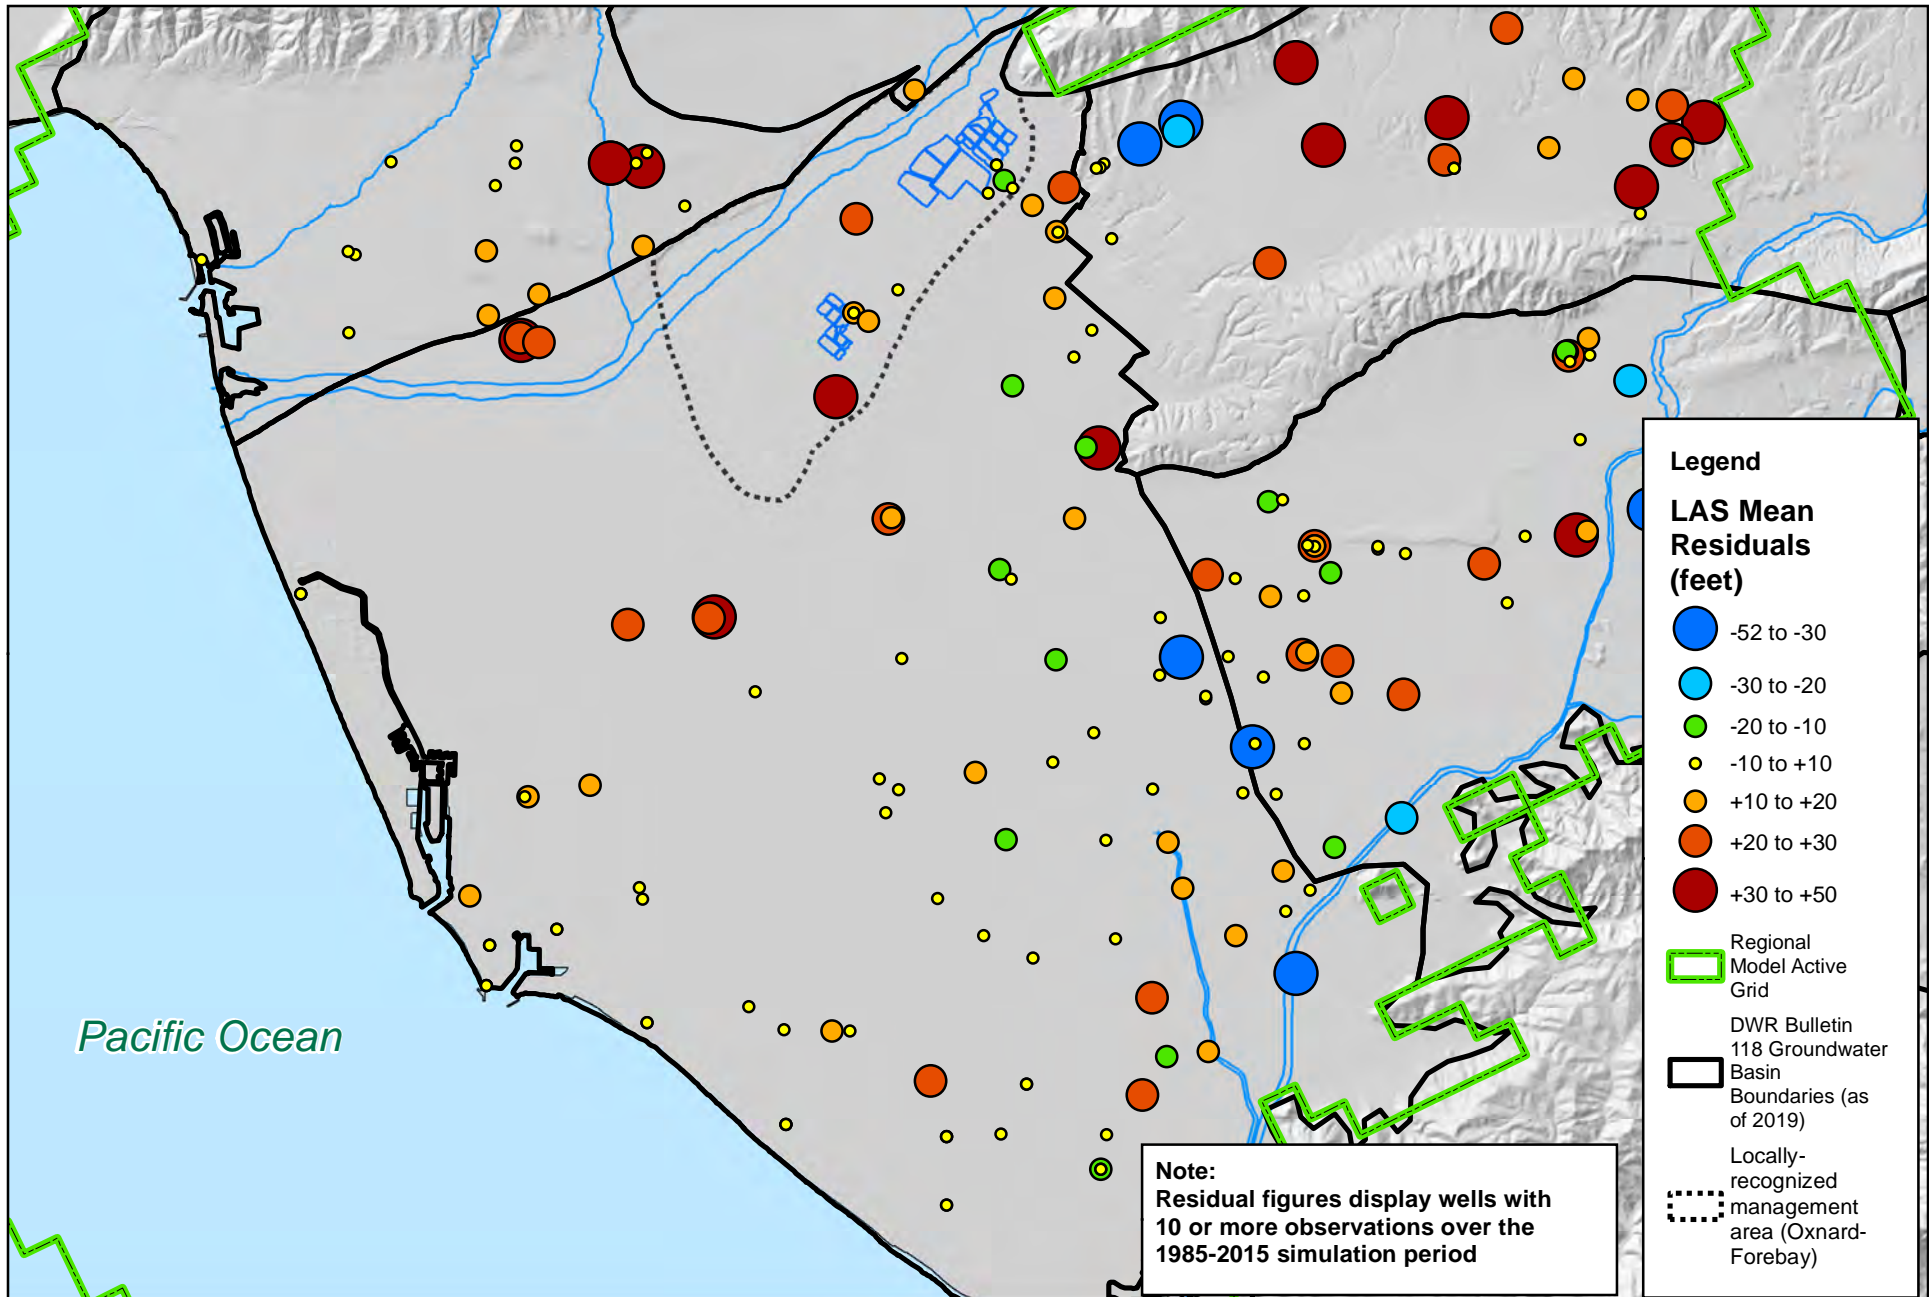 Legend
LAS Mean
Residuals
(feet)
-52 to -30
-30 to -20
-20 to -10
-10 to +10
+10 to +20
+20 to +30
+30 to +50
Regional
Model Active
Grid
DWR Bulletin
118 Groundwater
Basin
Boundaries (as
of 2019)
Locally-
recognized
management
area (Oxnard-
Forebay)
Pacific Ocean
Note:
Residual figures display wells with
10 or more observations over the
1985-2015 simulation period